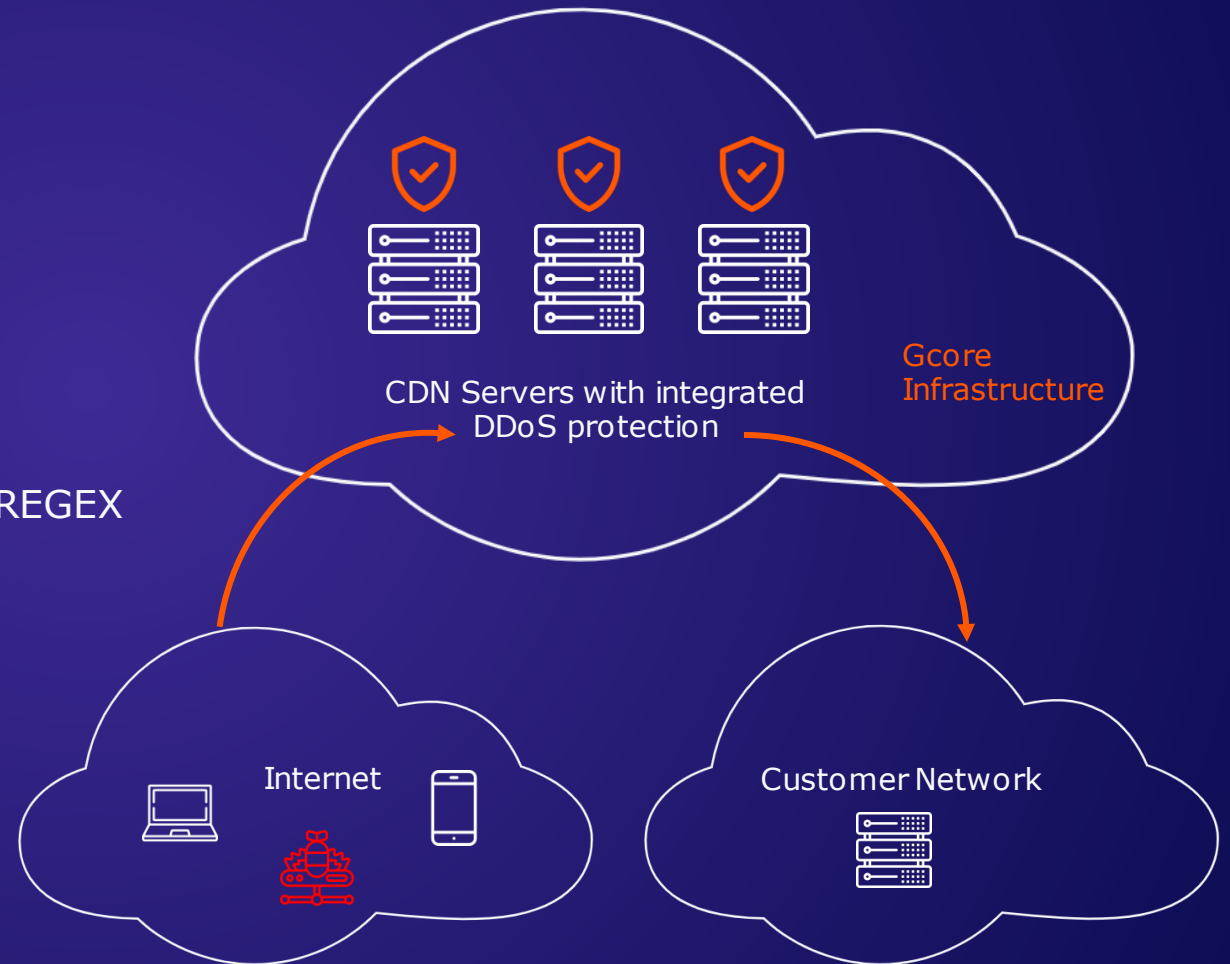 Gcore
Infrastructure
CDN Servers with integrated
DDoS protection
REGEX
Internet
Customer Network